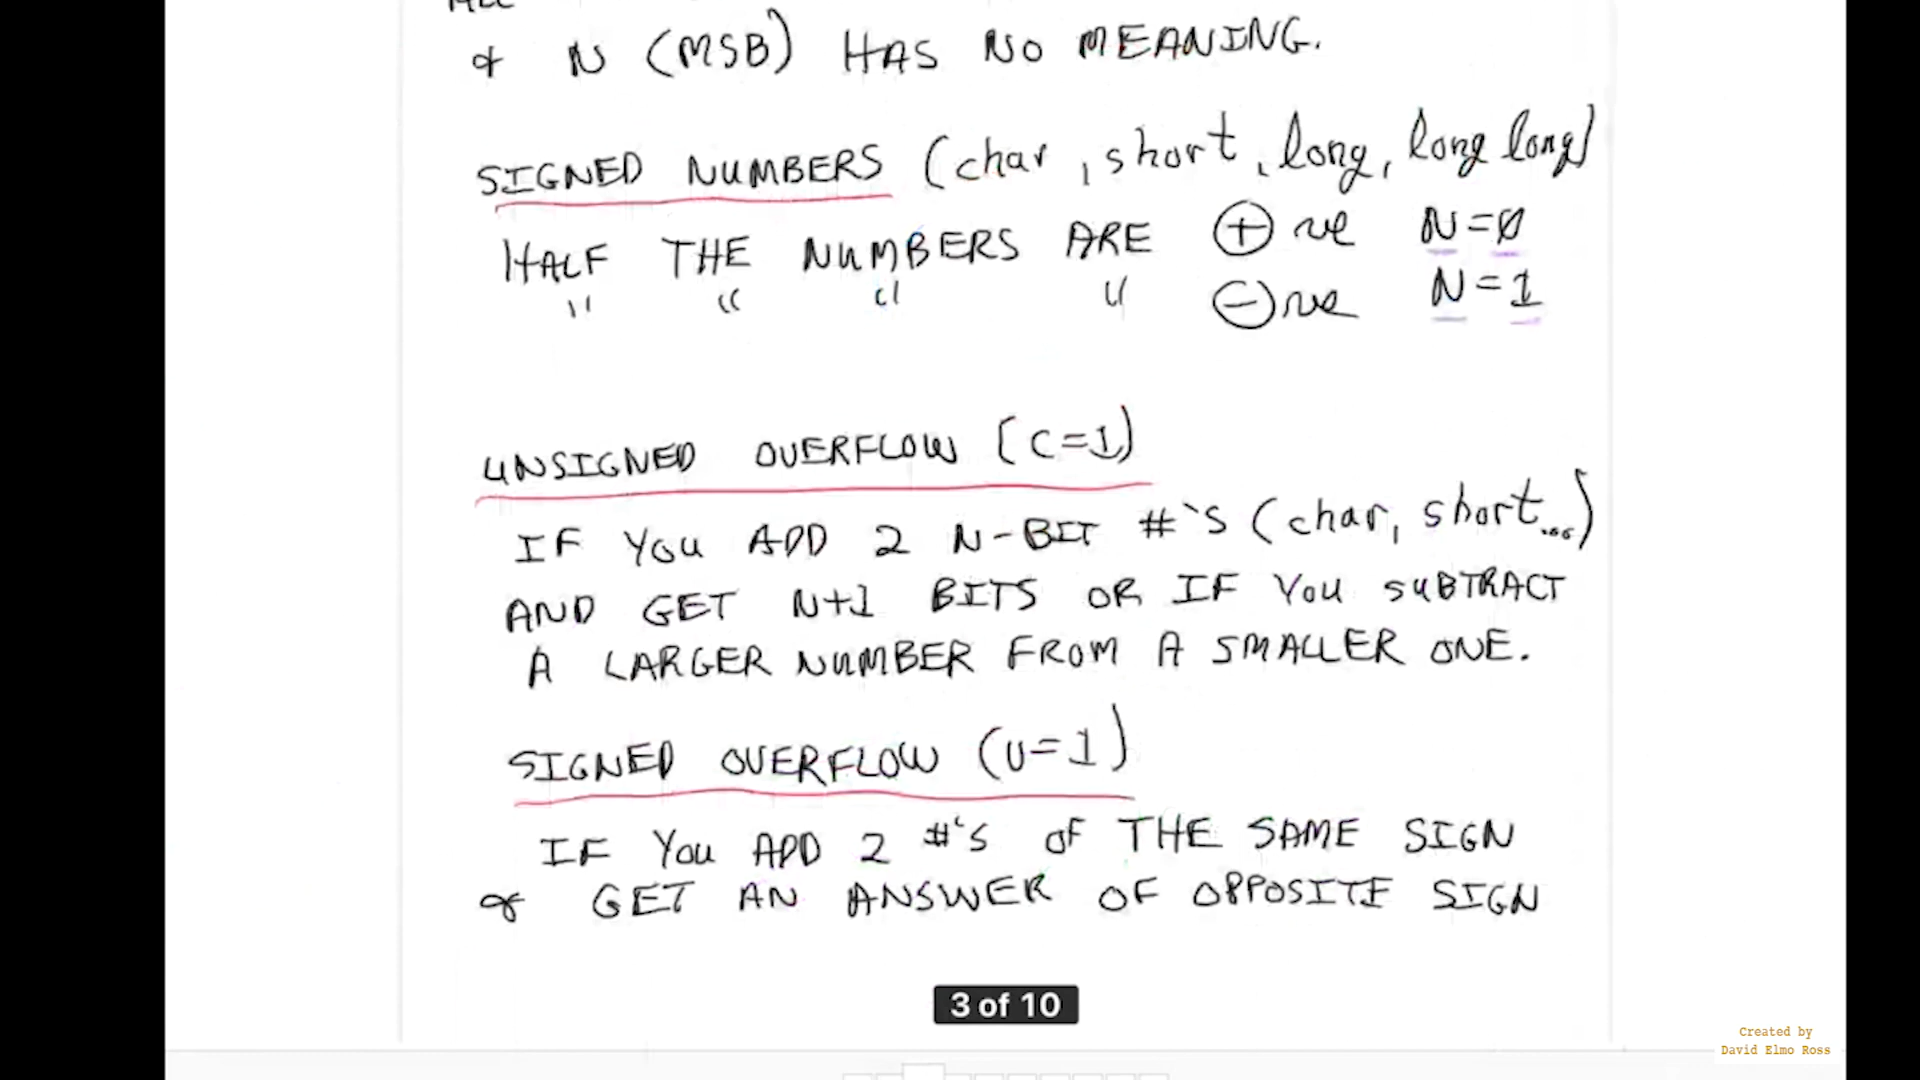 & N (MSB) HAS NO MEANING.
SIGNED NUMBERS (char, short, long, long long)
HALF THE NUMBERS ARE + ve N=0
" " " " - ve N=1
UNSIGNED OVERFLOW (C=1)
IF YOU ADD 2 N-BIT #'S (char, short...)
AND GET N+1 BITS OR IF YOU SUBTRACT
A LARGER NUMBER FROM A SMALLER ONE.
SIGNED OVERFLOW (V=1)
IF YOU ADD 2 #'S OF THE SAME SIGN
& GET AN ANSWER OF OPPOSITE SIGN
3 of 10
Created by
David Elmo Ross